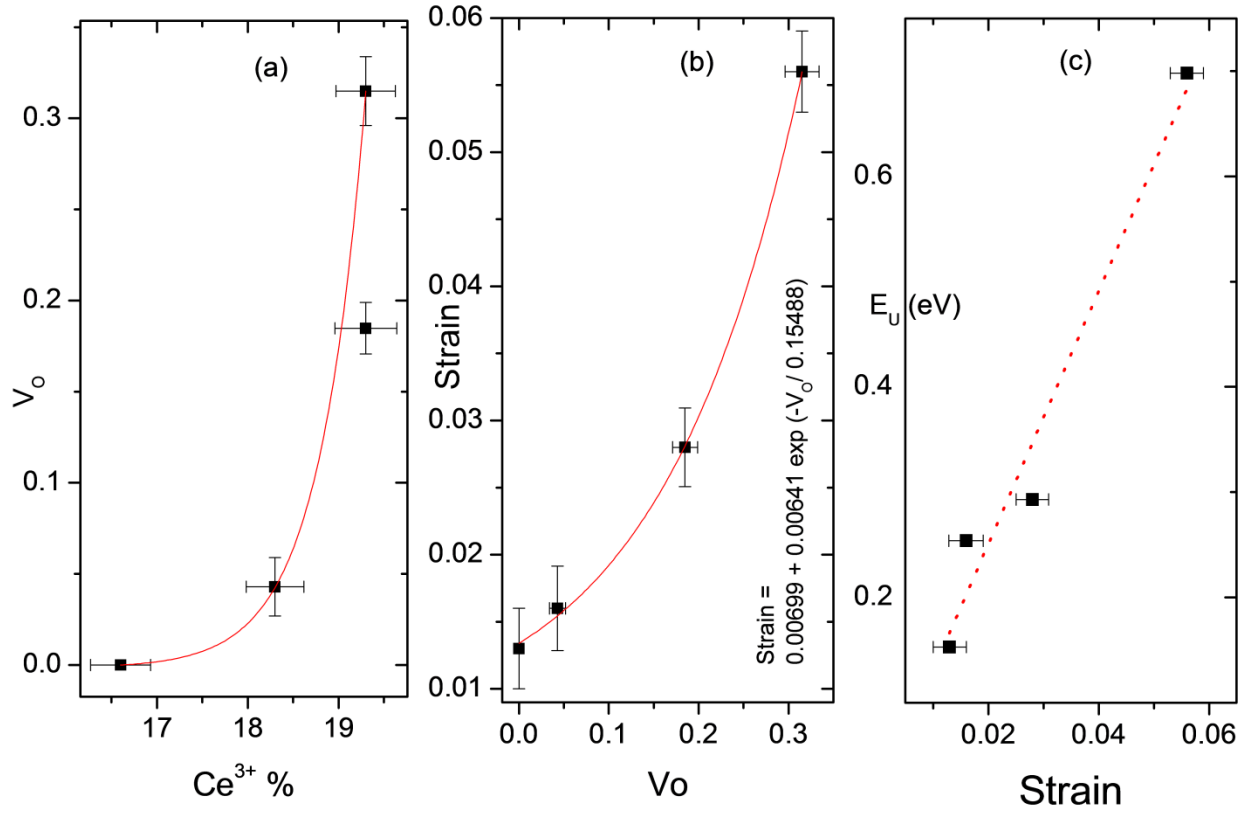 (a)
0.3
0.2
0.1
0.0
V_O
17 18 19
Ce³⁺ %
(b)
0.06
0.05
0.04
0.03
0.02
0.01
Strain
0.0 0.1 0.2 0.3
Vo
Strain =
0.00699 + 0.00641 exp (-V_O/ 0.15488)
(c)
0.6
E_U (eV)
0.4
0.2
0.02 0.04 0.06
Strain